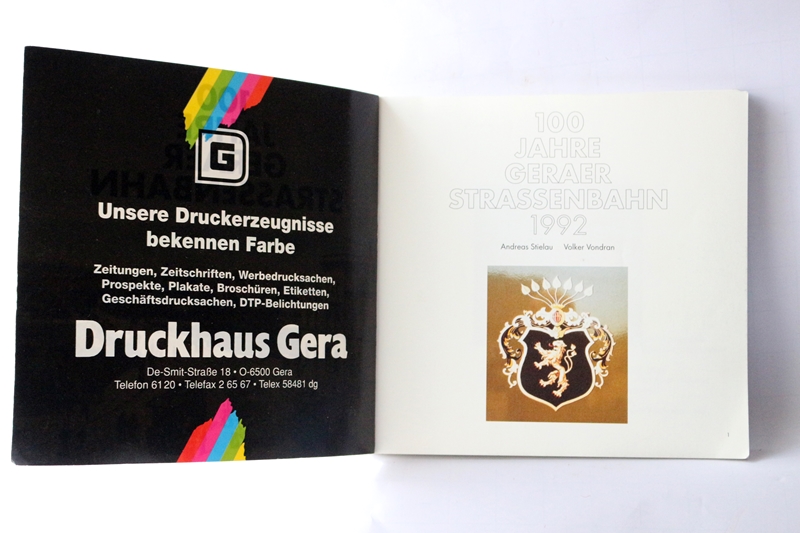 G
Unsere Druckerzeugnisse
bekennen Farbe
Zeitungen, Zeitschriften, Werbedrucksachen,
Prospekte, Plakate, Broschüren, Etiketten,
Geschäftsdrucksachen, DTP-Belichtungen
Druckhaus Gera
De-Smit-Straße 18 • O-6500 Gera
Telefon 61 20 • Telefax 2 65 67 • Telex 58481 dg
100
JAHRE
GERAER
STRASSENBAHN
1992
Andreas Stielau Volker Vondran
1